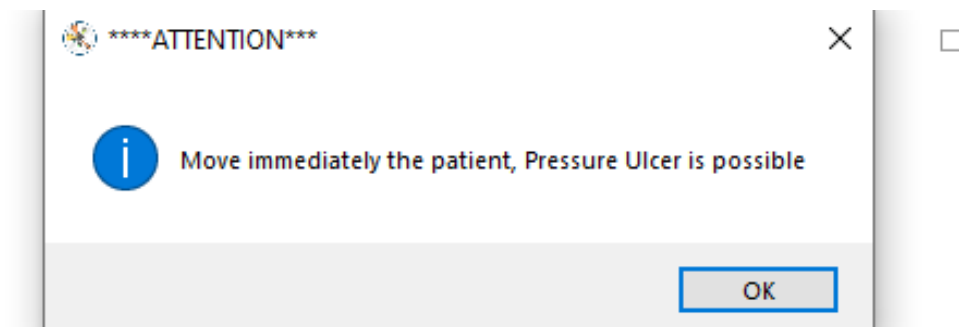 ****ATTENTION***
Move immediately the patient, Pressure Ulcer is possible
OK